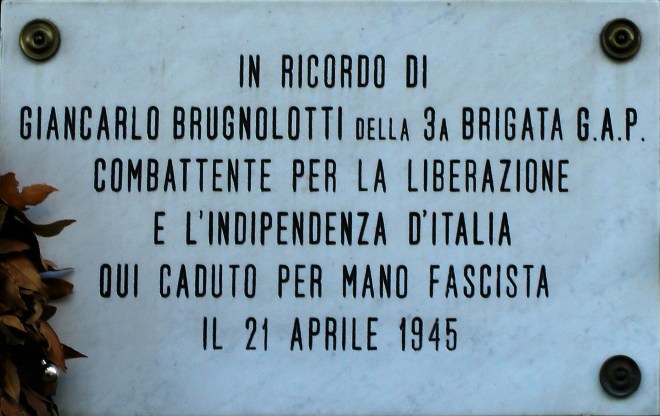 IN RICORDO DI
GIANCARLO BRUGNOLOTTI DELLA 3A BRIGATA G.A.P.
COMBATTENTE PER LA LIBERAZIONE
E L'INDIPENDENZA D'ITALIA
QUI CADUTO PER MANO FASCISTA
IL 21 APRILE 1945